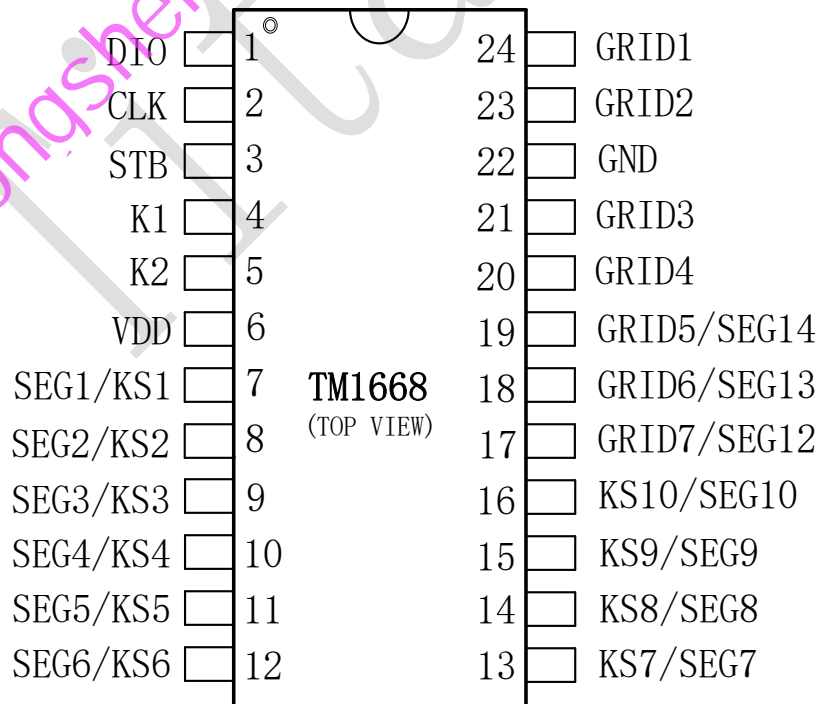 DIO 1 24 GRID1
CLK 2 23 GRID2
STB 3 22 GND
K1 4 21 GRID3
K2 5 20 GRID4
VDD 6 19 GRID5/SEG14
SEG1/KS1 7 TM1668 18 GRID6/SEG13
SEG2/KS2 8 (TOP VIEW) 17 GRID7/SEG12
SEG3/KS3 9 16 KS10/SEG10
SEG4/KS4 10 15 KS9/SEG9
SEG5/KS5 11 14 KS8/SEG8
SEG6/KS6 12 13 KS7/SEG7